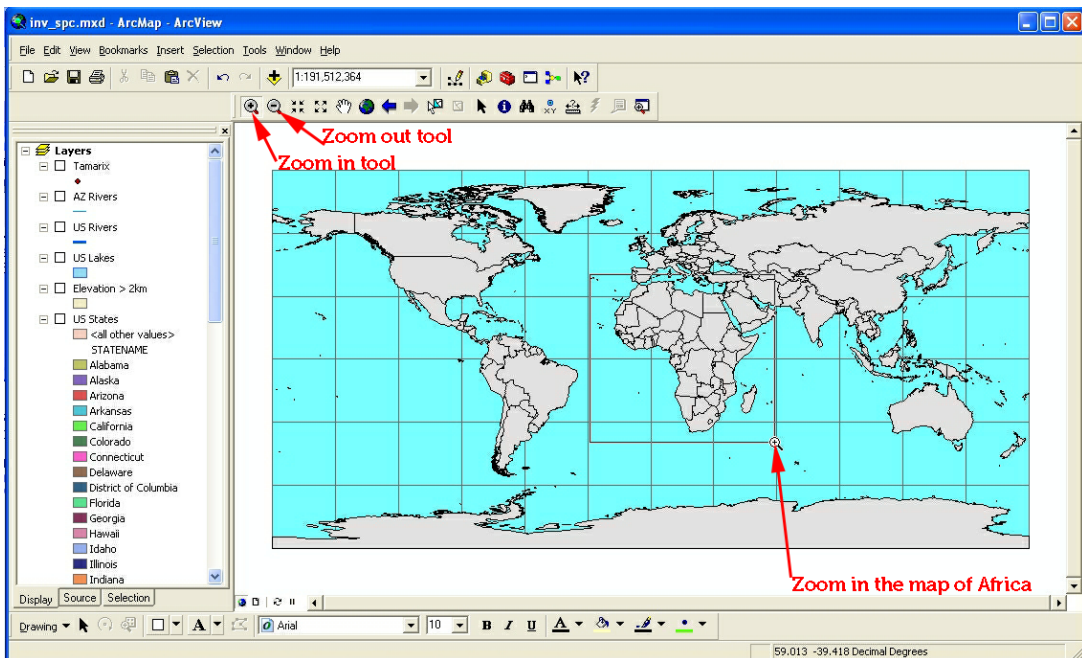 inv_spc.mxd - ArcMap - ArcView
File Edit View Bookmarks Insert Selection Tools Window Help
1:191,512,364
Zoom out tool
Zoom in tool
Layers
Tamarix
AZ Rivers
US Rivers
US Lakes
Elevation > 2km
US States
<all other values>
STATENAME
Alabama
Alaska
Arizona
Arkansas
California
Colorado
Connecticut
Delaware
District of Columbia
Florida
Georgia
Hawaii
Idaho
Illinois
Indiana
Zoom in the map of Africa
Display Source Selection
Drawing A Arial 10 B I U A
59.013 -39.418 Decimal Degrees